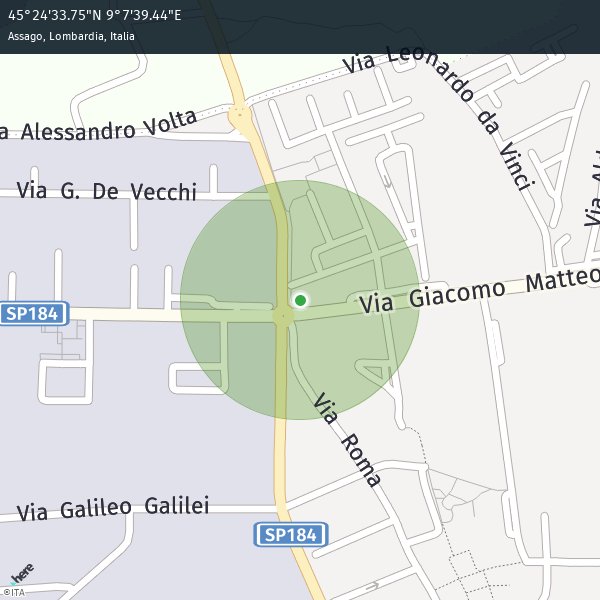 45°24'33.75"N 9°7'39.44"E
Assago, Lombardia, Italia
Via Leonardo da Vinci
a Alessandro Volta
Via G. De Vecchi
Via
SP184
Via Giacomo Matteo
Via Roma
Via Galileo Galilei
SP184
here
©ITA